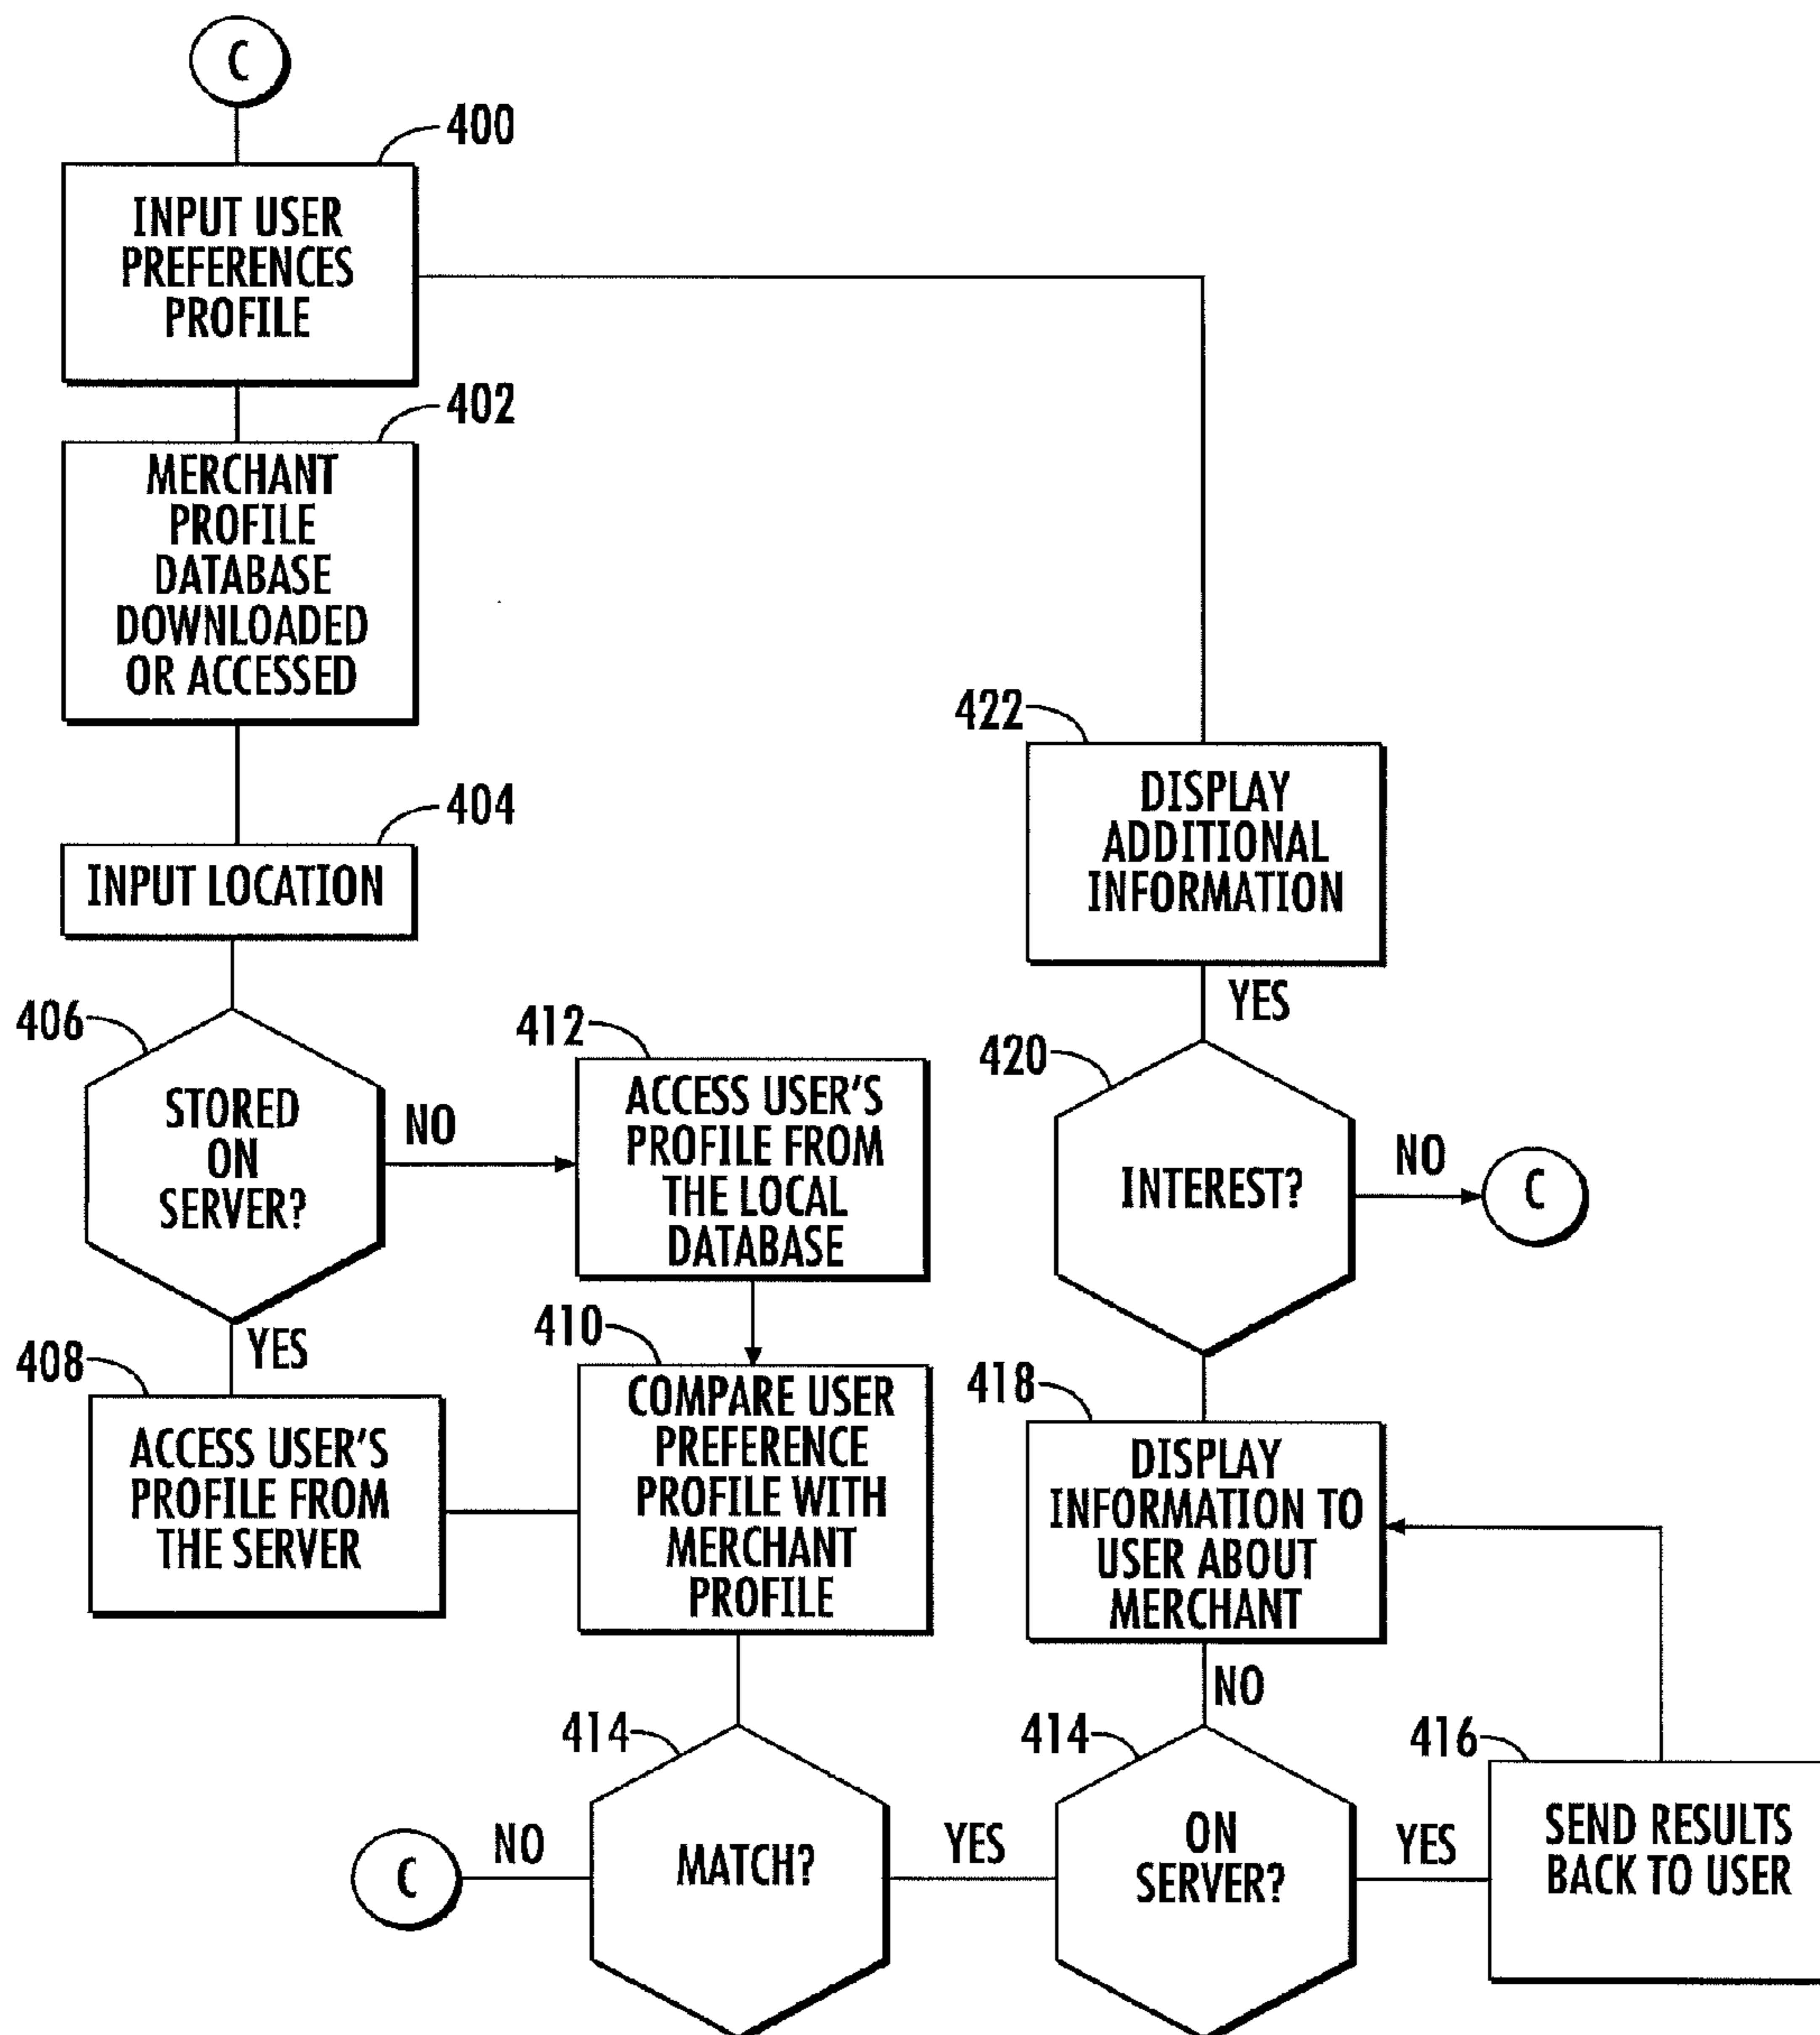 C
400
INPUT USER
PREFERENCES
PROFILE
402
MERCHANT
PROFILE
DATABASE
DOWNLOADED
OR ACCESSED
404
INPUT LOCATION
406
STORED
ON
SERVER?
NO
YES
412
ACCESS USER'S
PROFILE FROM
THE LOCAL
DATABASE
408
ACCESS USER'S
PROFILE FROM
THE SERVER
410
COMPARE USER
PREFERENCE
PROFILE WITH
MERCHANT
PROFILE
414
MATCH?
NO
C
YES
414
ON
SERVER?
YES
416
SEND RESULTS
BACK TO USER
NO
418
DISPLAY
INFORMATION TO
USER ABOUT
MERCHANT
420
INTEREST?
NO
C
YES
422
DISPLAY
ADDITIONAL
INFORMATION